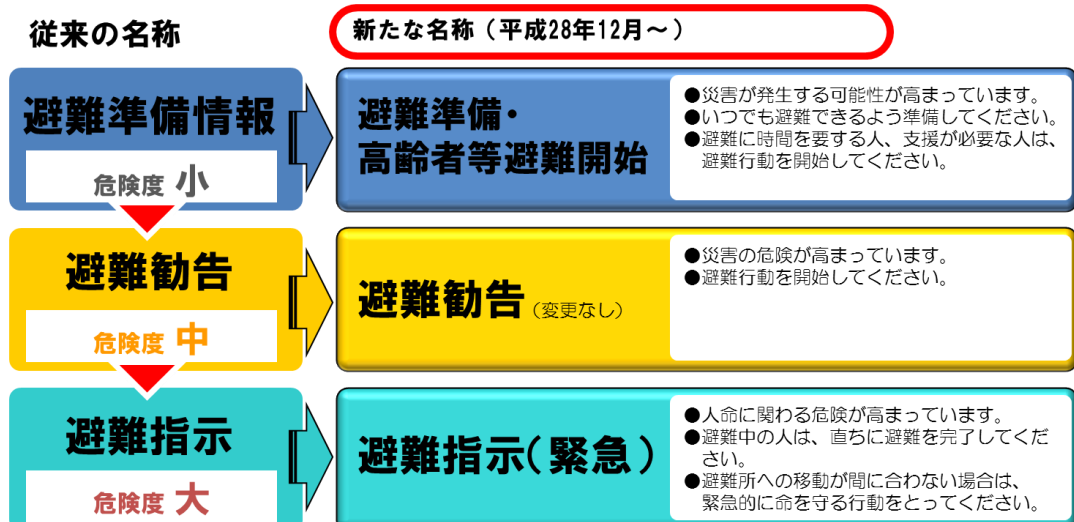 従来の名称
新たな名称（平成28年12月～）
避難準備情報
危険度 小
避難準備・
高齢者等避難開始
●災害が発生する可能性が高まっています。
●いつでも避難できるよう準備してください。
●避難に時間を要する人、支援が必要な人は、
避難行動を開始してください。
避難勧告
危険度 中
避難勧告（変更なし）
●災害の危険が高まっています。
●避難行動を開始してください。
避難指示
危険度 大
避難指示（緊急）
●人命に関わる危険が高まっています。
●避難中の人は、直ちに避難を完了してくだ
さい。
●避難所への移動が間に合わない場合は、
緊急的に命を守る行動をとってください。